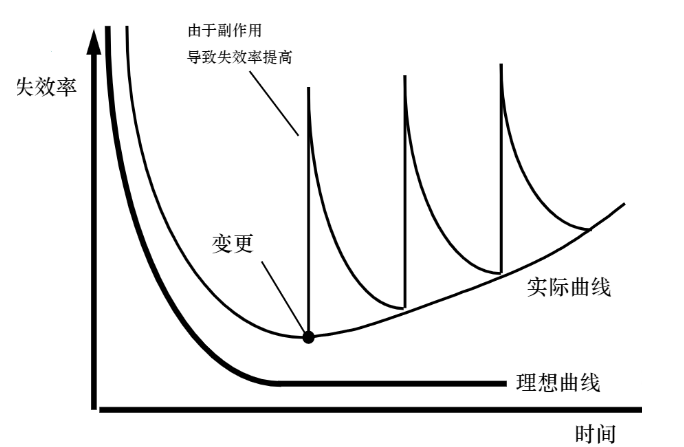 由于副作用
导致失效率提高
失效率
变更
实际曲线
理想曲线
时间